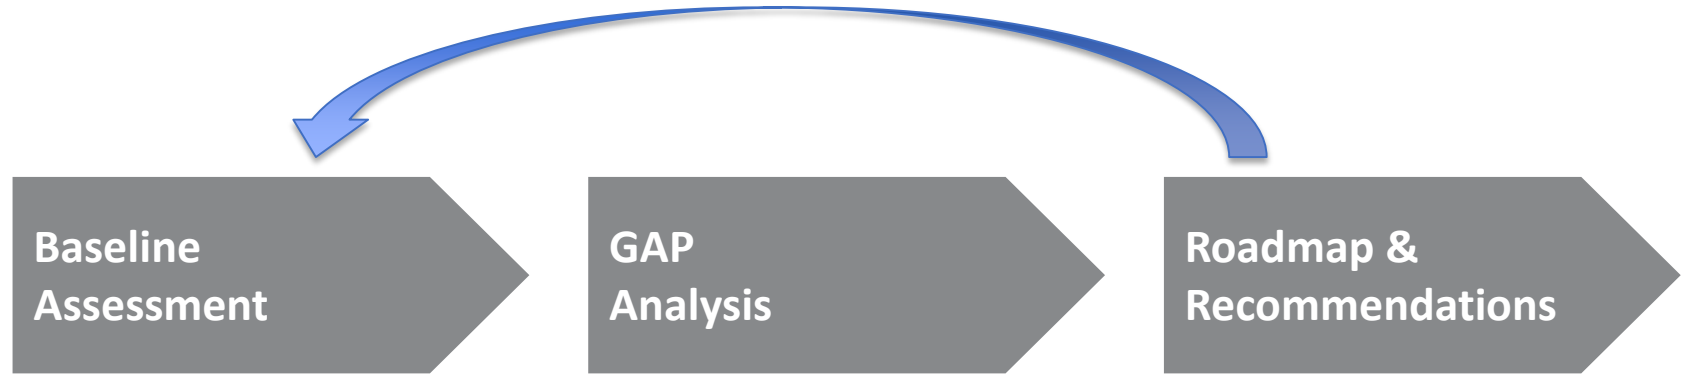 Baseline
Assessment
GAP
Analysis
Roadmap &
Recommendations